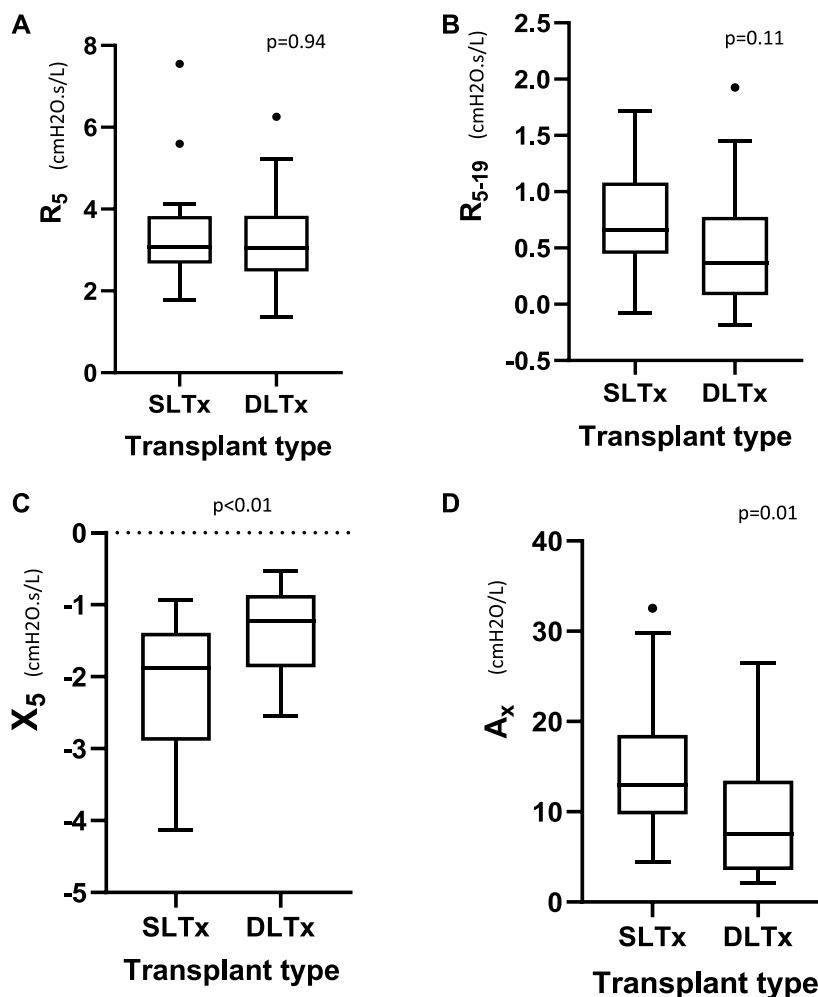 A
p=0.94
R5 (cmH2O.s/L)
8
6
4
2
0
SLTx DLTx
Transplant type
B
p=0.11
R5-19 (cmH2O.s/L)
2.5
2.0
1.5
1.0
0.5
0.0
-0.5
SLTx DLTx
Transplant type
C
p<0.01
X5 (cmH2O.s/L)
0
-1
-2
-3
-4
-5
SLTx DLTx
Transplant type
D
p=0.01
Ax (cmH2O/L)
40
30
20
10
0
SLTx DLTx
Transplant type